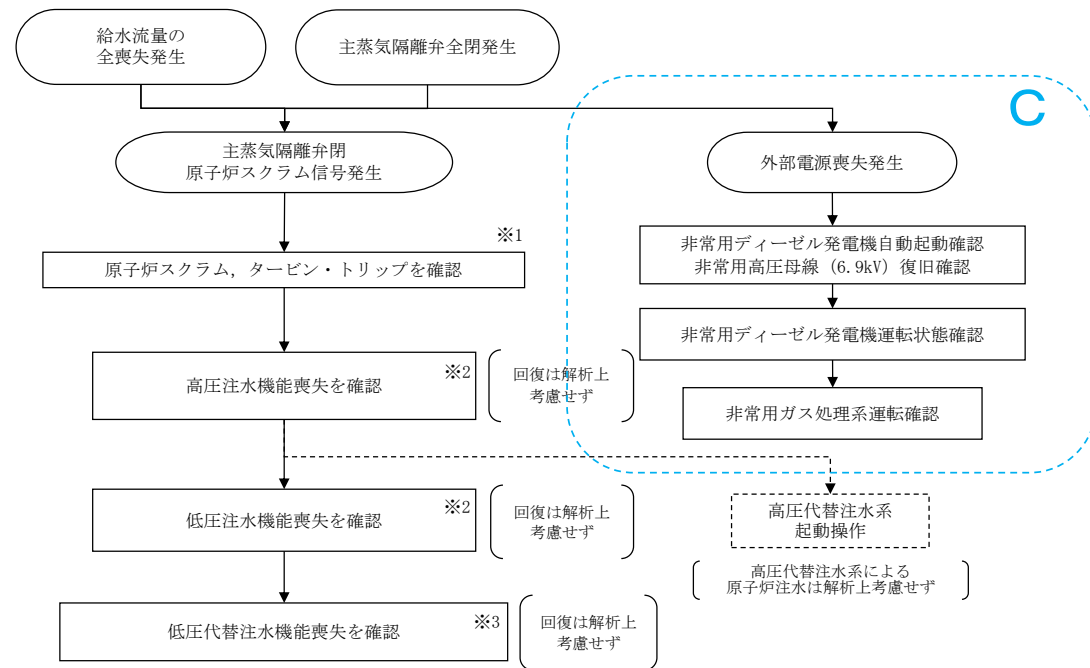 給水流量の
全喪失発生
主蒸気隔離弁全閉発生
C
主蒸気隔離弁閉
原子炉スクラム信号発生
外部電源喪失発生
※1
原子炉スクラム，タービン・トリップを確認
非常用ディーゼル発電機自動起動確認
非常用高圧母線（6.9kV）復旧確認
非常用ディーゼル発電機運転状態確認
高圧注水機能喪失を確認
※2
回復は解析上
考慮せず
非常用ガス処理系運転確認
低圧注水機能喪失を確認
※2
回復は解析上
考慮せず
高圧代替注水系
起動操作
高圧代替注水系による
原子炉注水は解析上考慮せず
低圧代替注水機能喪失を確認
※3
回復は解析上
考慮せず